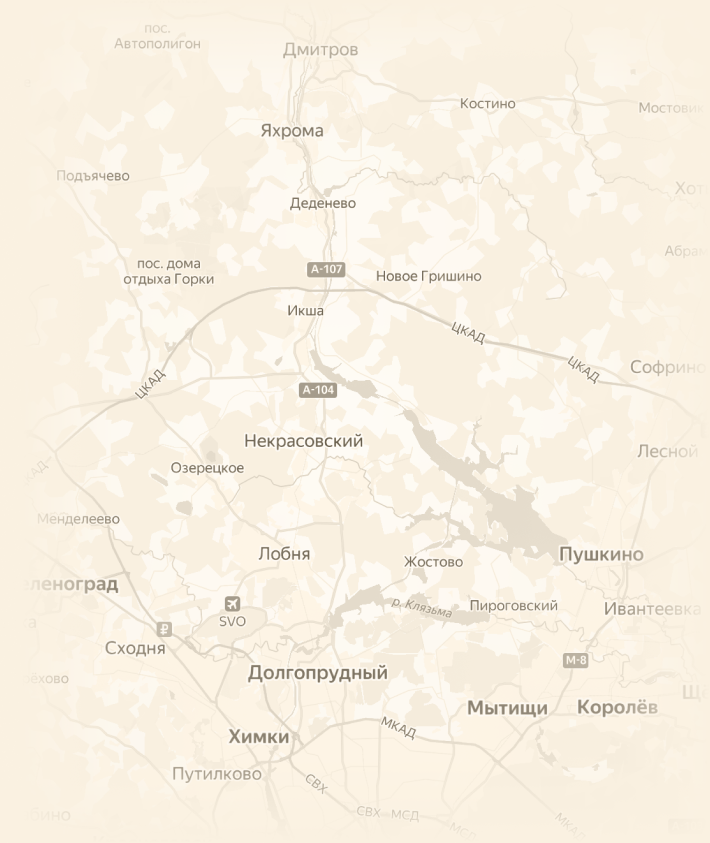 пос.
Автополигон
Дмитров
Костино
Мостовик
Яхрома
Подъячево
Хот
Деденево
Абрам
пос. дома
отдыха Горки
А-107
Новое Гришино
Икша
ЦКАД
ЦКАД
Софрино
ЦКАД
А-104
Некрасовский
Лесной
Озерецкое
КАД
Менделеево
Лобня
Жостово
Пушкино
леноград
SVO
р. Клязьма
Пироговский
Ивантеевка
а
Сходня
М-8
Долгопрудный
ёхово
Щ
Мытищи
Королёв
Химки
МКАД
Путилково
СВХ
СВХ
МСД
МСД
МКАД
бино